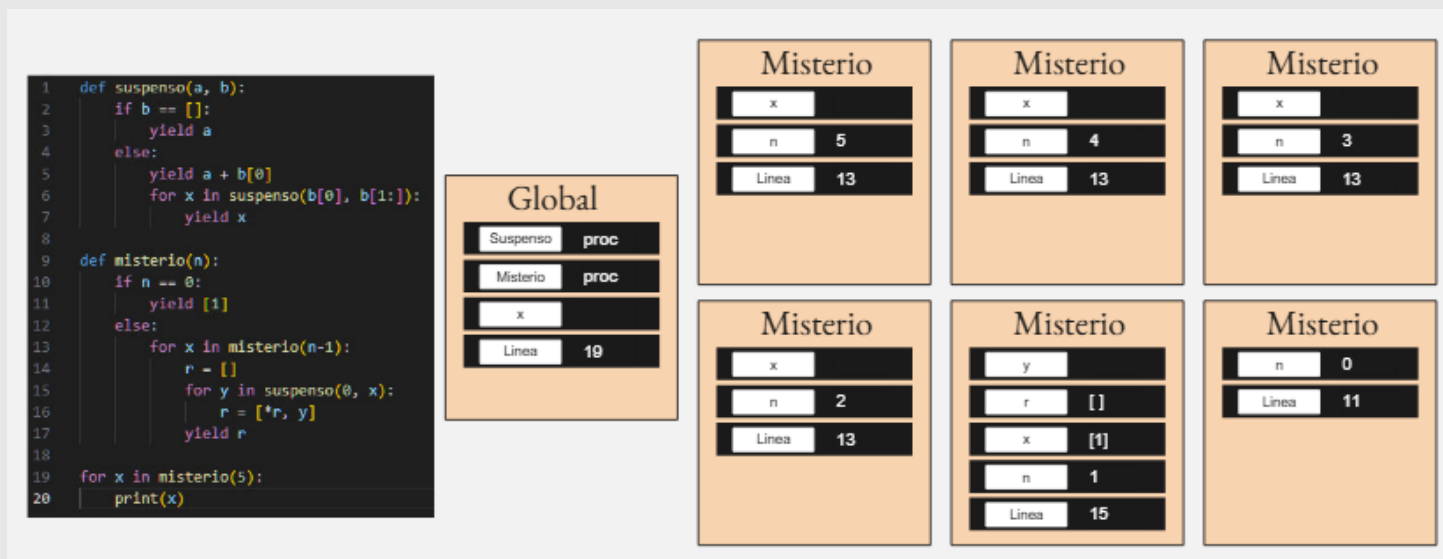 1 def suspenso(a, b):
2 if b == []:
3 yield a
4 else:
5 yield a + b[0]
6 for x in suspenso(b[0], b[1:]):
7 yield x
8
9 def misterio(n):
10 if n == 0:
11 yield [1]
12 else:
13 for x in misterio(n-1):
14 r = []
15 for y in suspenso(0, x):
16 r = [*r, y]
17 yield r
18
19 for x in misterio(5):
20 print(x)
Global
Suspenso proc
Misterio proc
x
Linea 19
Misterio
x
n 5
Linea 13
Misterio
x
n 4
Linea 13
Misterio
x
n 3
Linea 13
Misterio
x
n 2
Linea 13
Misterio
y
r []
x [1]
n 1
Linea 15
Misterio
n 0
Linea 11